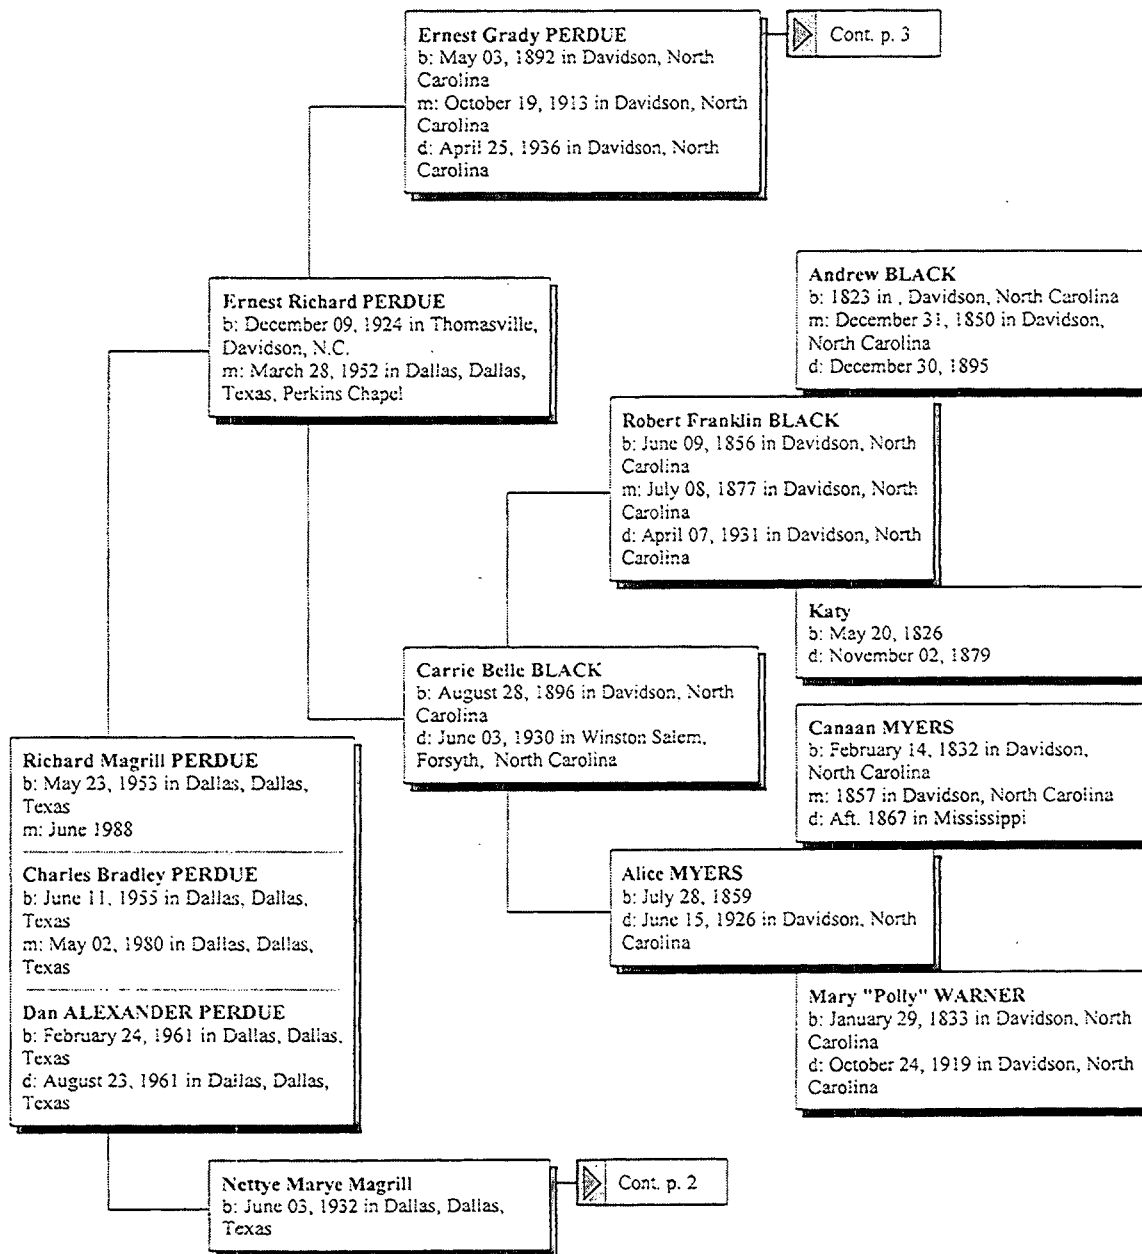 Ernest Grady PERDUE
b: May 03, 1892 in Davidson, North
Carolina
m: October 19, 1913 in Davidson, North
Carolina
d: April 25, 1936 in Davidson, North
Carolina
Cont. p. 3
Ernest Richard PERDUE
b: December 09, 1924 in Thomasville,
Davidson, N.C.
m: March 28, 1952 in Dallas, Dallas,
Texas, Perkins Chapel
Andrew BLACK
b: 1823 in , Davidson, North Carolina
m: December 31, 1850 in Davidson,
North Carolina
d: December 30, 1895
Robert Franklin BLACK
b: June 09, 1856 in Davidson, North
Carolina
m: July 08, 1877 in Davidson, North
Carolina
d: April 07, 1931 in Davidson, North
Carolina
Katy
b: May 20, 1826
d: November 02, 1879
Carrie Belle BLACK
b: August 28, 1896 in Davidson, North
Carolina
d: June 03, 1930 in Winston Salem,
Forsyth, North Carolina
Canaan MYERS
b: February 14, 1832 in Davidson,
North Carolina
m: 1857 in Davidson, North Carolina
d: Aft. 1867 in Mississippi
Richard Magrill PERDUE
b: May 23, 1953 in Dallas, Dallas,
Texas
m: June 1988
Charles Bradley PERDUE
b: June 11, 1955 in Dallas, Dallas,
Texas
m: May 02, 1980 in Dallas, Dallas,
Texas
Dan ALEXANDER PERDUE
b: February 24, 1961 in Dallas, Dallas,
Texas
d: August 23, 1961 in Dallas, Dallas,
Texas
Alice MYERS
b: July 28, 1859
d: June 15, 1926 in Davidson, North
Carolina
Mary "Polly" WARNER
b: January 29, 1833 in Davidson, North
Carolina
d: October 24, 1919 in Davidson, North
Carolina
Nettye Marye Magrill
b: June 03, 1932 in Dallas, Dallas,
Texas
Cont. p. 2